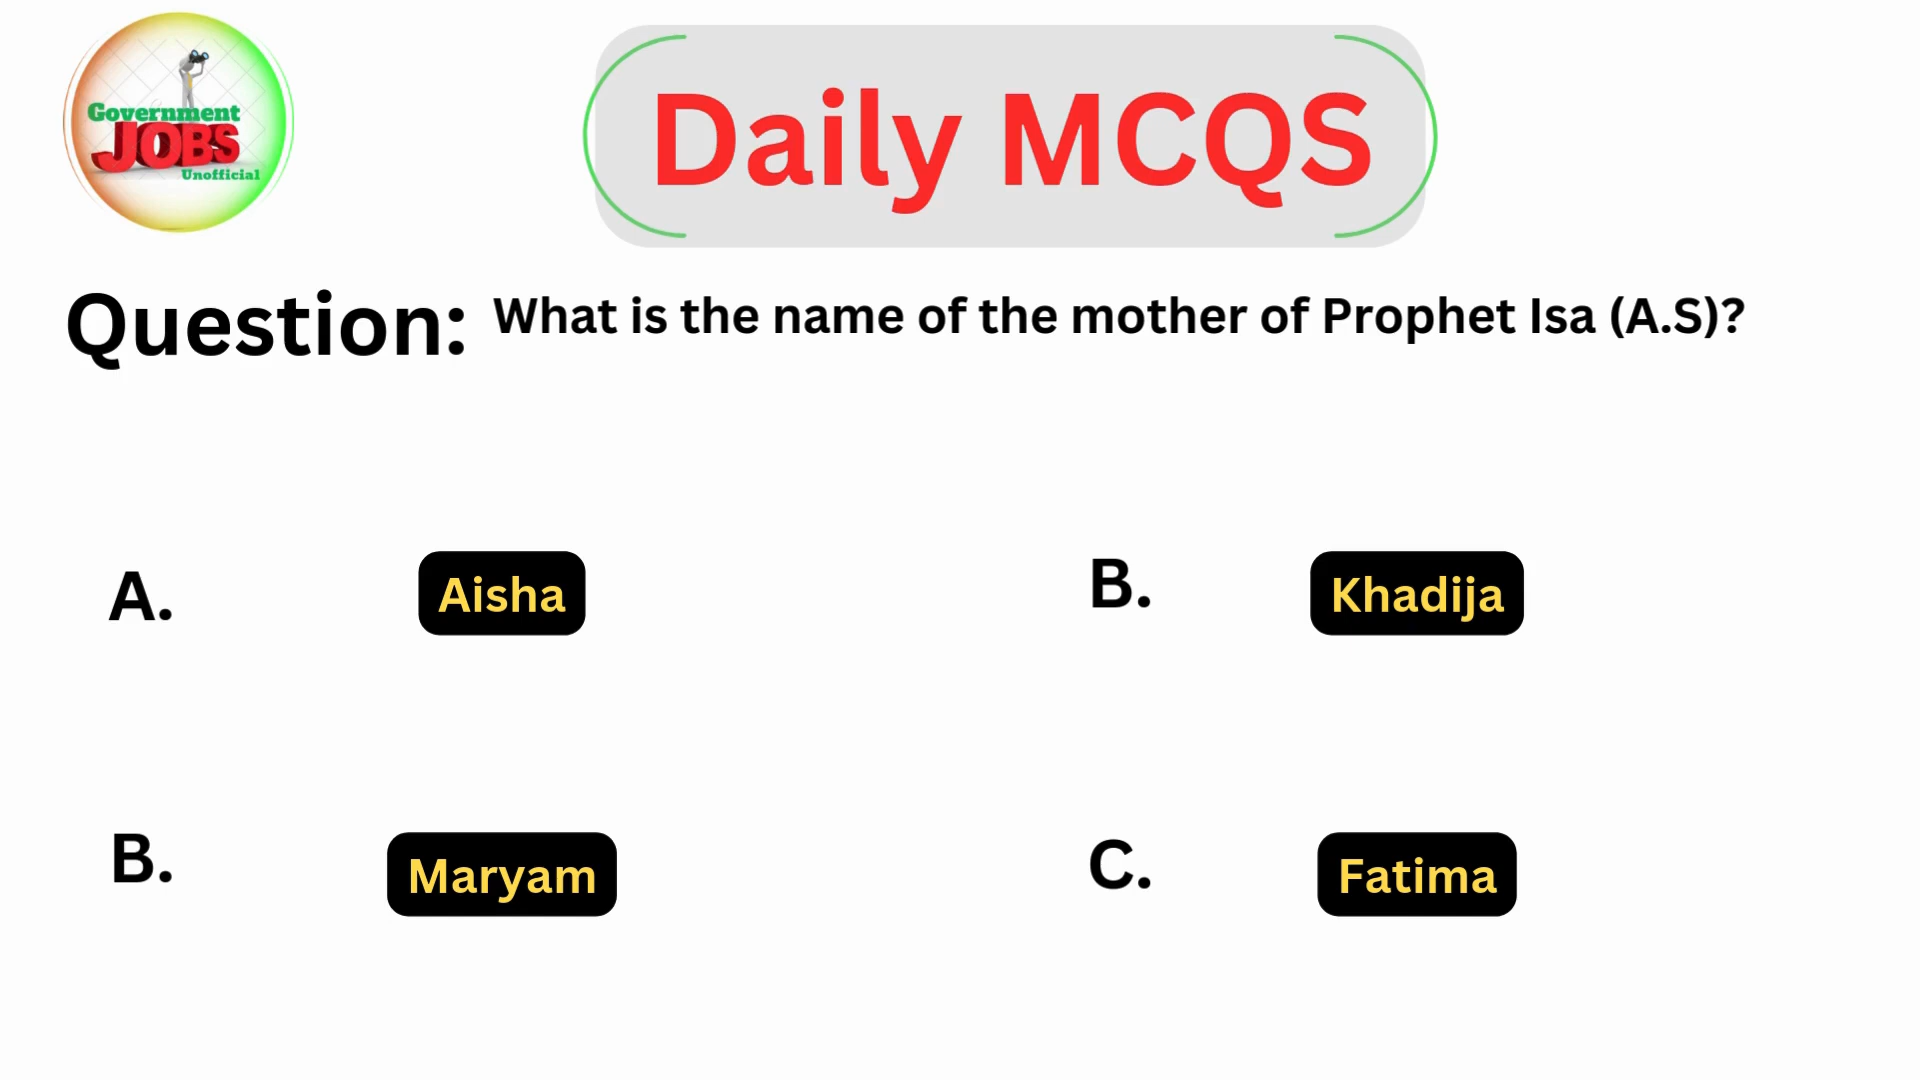 Government
JOBS
Unofficial
Daily MCQS
Question: What is the name of the mother of Prophet Isa (A.S)?
A. Aisha
B. Khadija
B. Maryam
C. Fatima